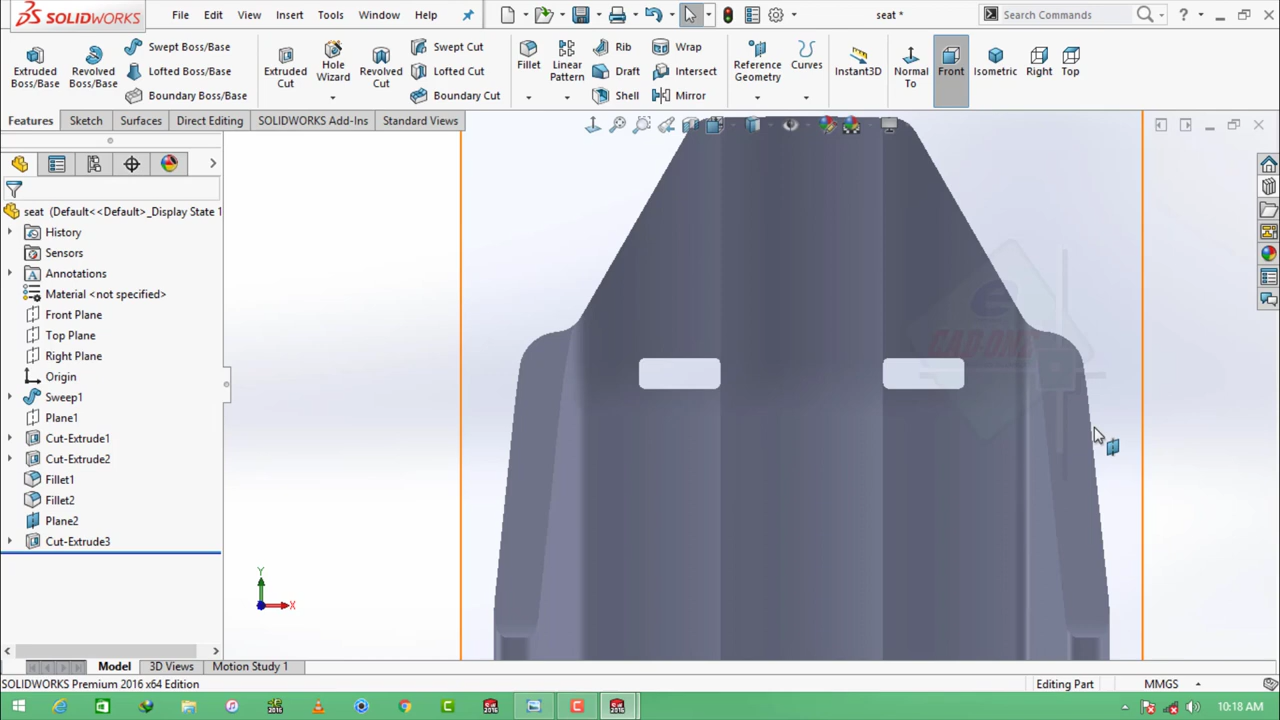 SOLIDWORKS
File Edit View Insert Tools Window Help
seat *
Search Commands
Extruded Boss/Base
Revolved Boss/Base
Swept Boss/Base
Lofted Boss/Base
Boundary Boss/Base
Extruded Cut
Hole Wizard
Revolved Cut
Swept Cut
Lofted Cut
Boundary Cut
Fillet
Linear Pattern
Rib
Draft
Shell
Wrap
Intersect
Mirror
Reference Geometry
Curves
Instant3D
Normal To
Front
Isometric
Right
Top
Features Sketch Surfaces Direct Editing SOLIDWORKS Add-Ins Standard Views
seat (Default<<Default>_Display State 1
History
Sensors
Annotations
Material <not specified>
Front Plane
Top Plane
Right Plane
Origin
Sweep1
Plane1
Cut-Extrude1
Cut-Extrude2
Fillet1
Fillet2
Plane2
Cut-Extrude3
Y
X
Model 3D Views Motion Study 1
SOLIDWORKS Premium 2016 x64 Edition
Editing Part
MMGS
10:18 AM